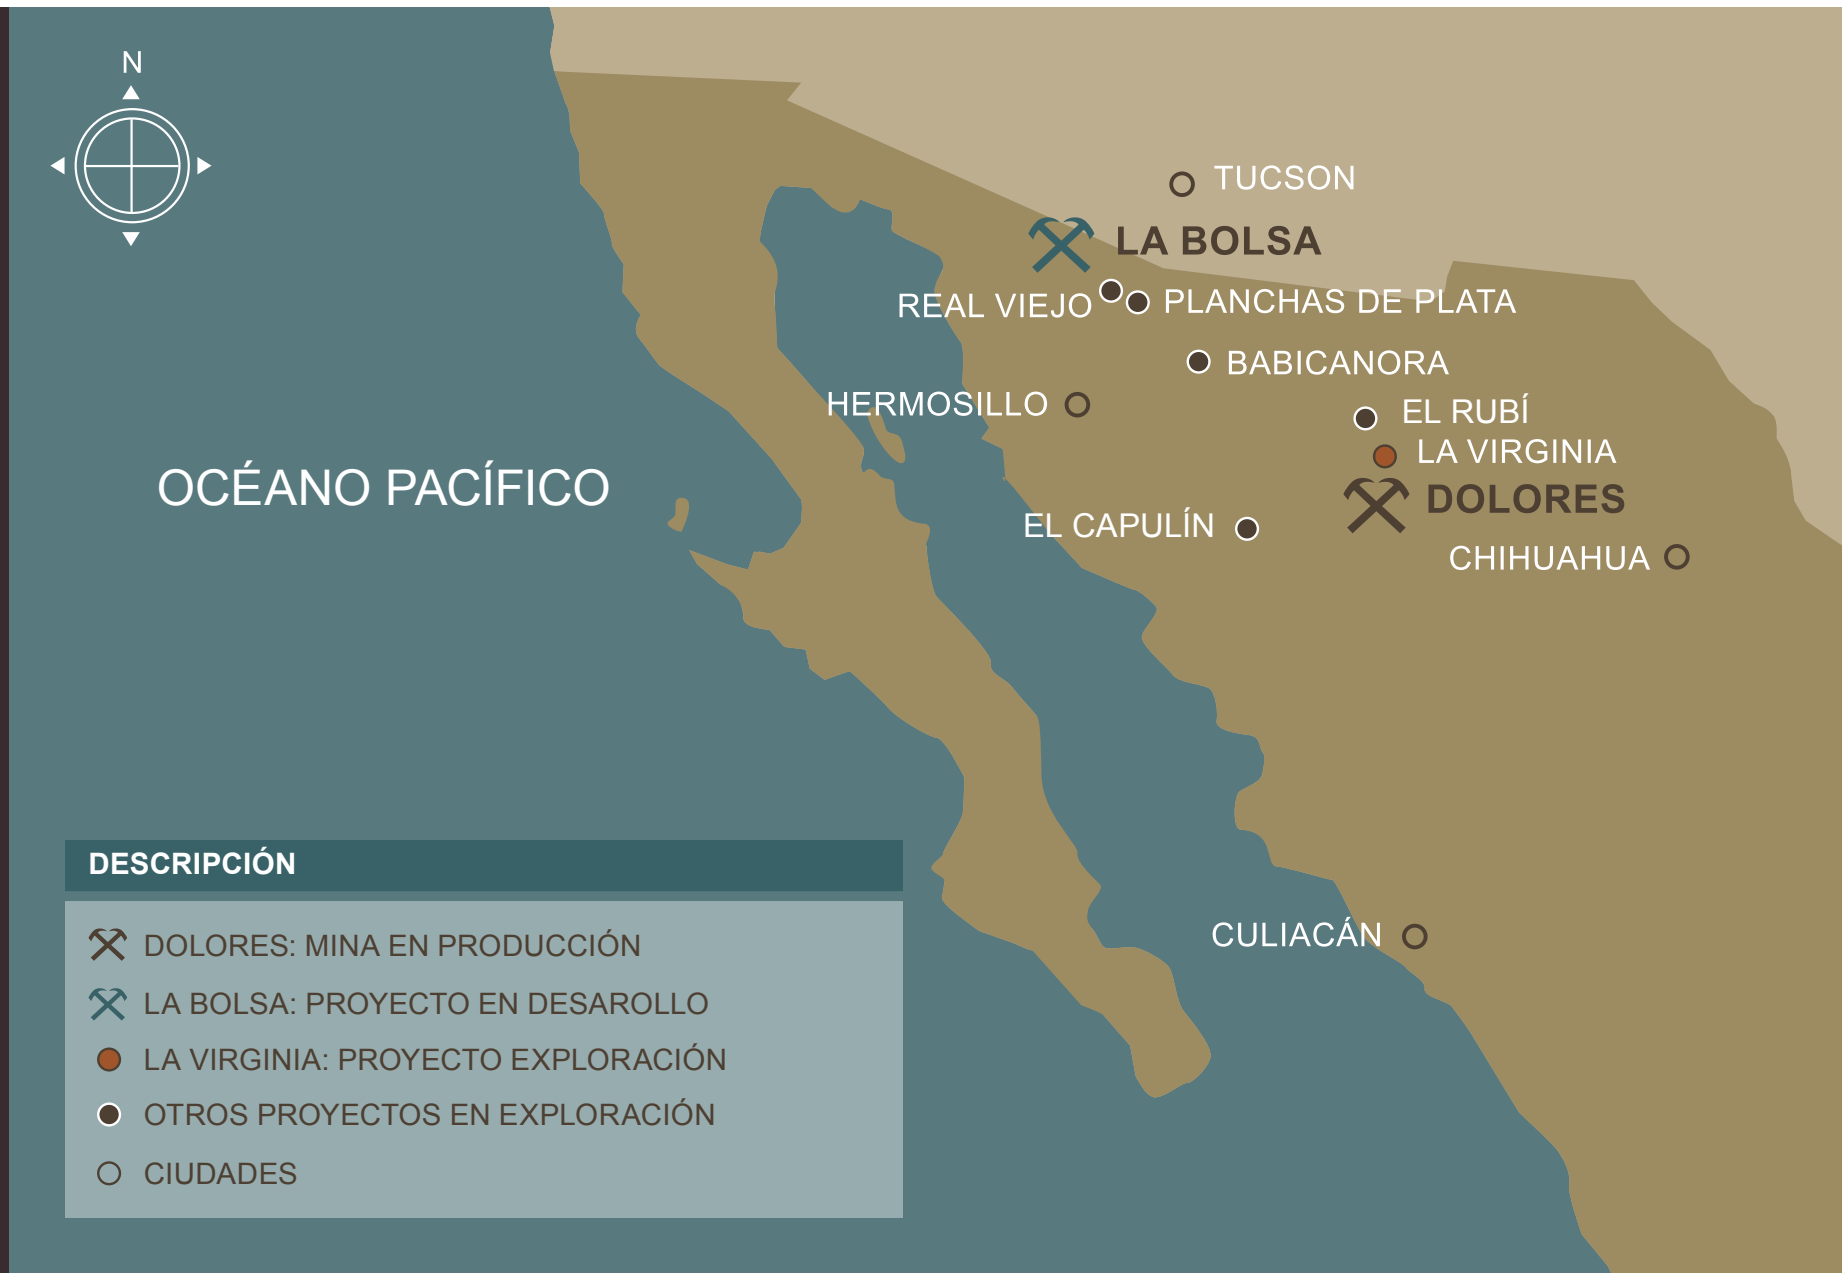 N
TUCSON
LA BOLSA
REAL VIEJO
PLANCHAS DE PLATA
BABICANORA
HERMOSILLO
EL RUBÍ
LA VIRGINIA
DOLORES
OCÉANO PACÍFICO
EL CAPULÍN
CHIHUAHUA
CULIACÁN
DESCRIPCIÓN
DOLORES: MINA EN PRODUCCIÓN
LA BOLSA: PROYECTO EN DESAROLLO
LA VIRGINIA: PROYECTO EXPLORACIÓN
OTROS PROYECTOS EN EXPLORACIÓN
CIUDADES